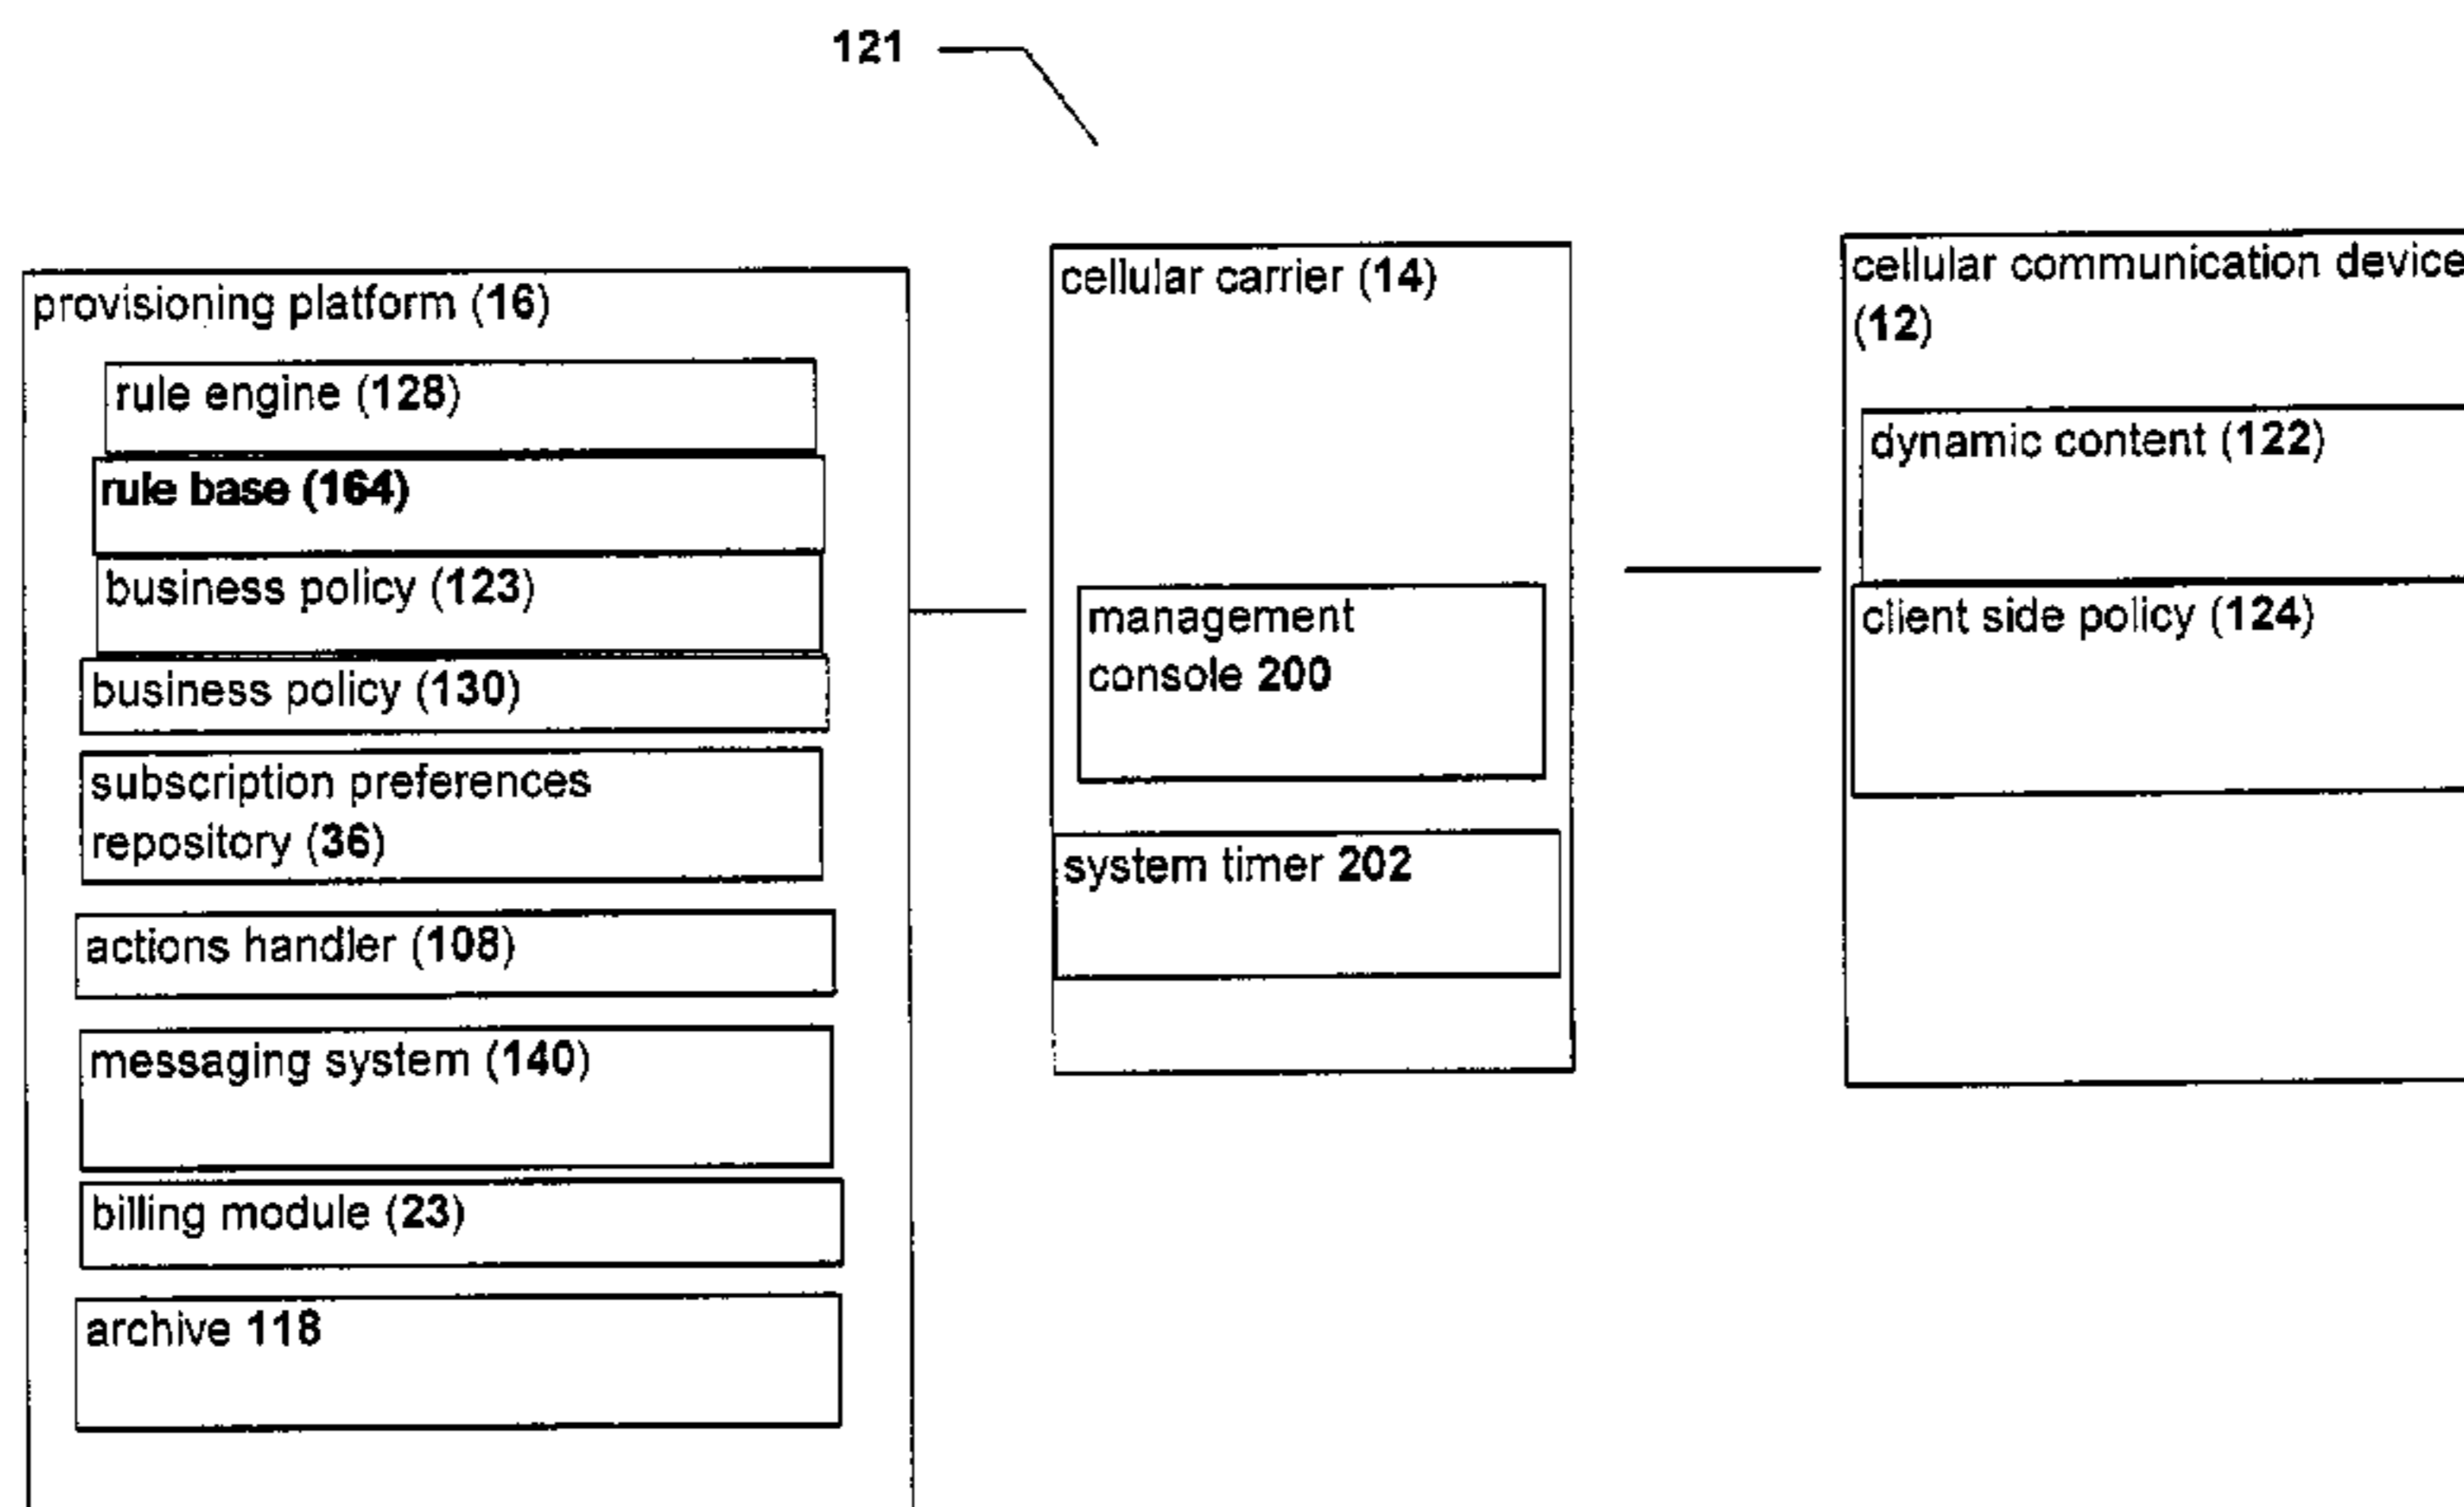 121
provisioning platform (16)
rule engine (128)
rule base (164)
business policy (123)
business policy (130)
subscription preferences
repository (36)
actions handler (108)
messaging system (140)
billing module (23)
archive 118
cellular carrier (14)
management
console 200
system timer 202
cellular communication device
(12)
dynamic content (122)
client side policy (124)